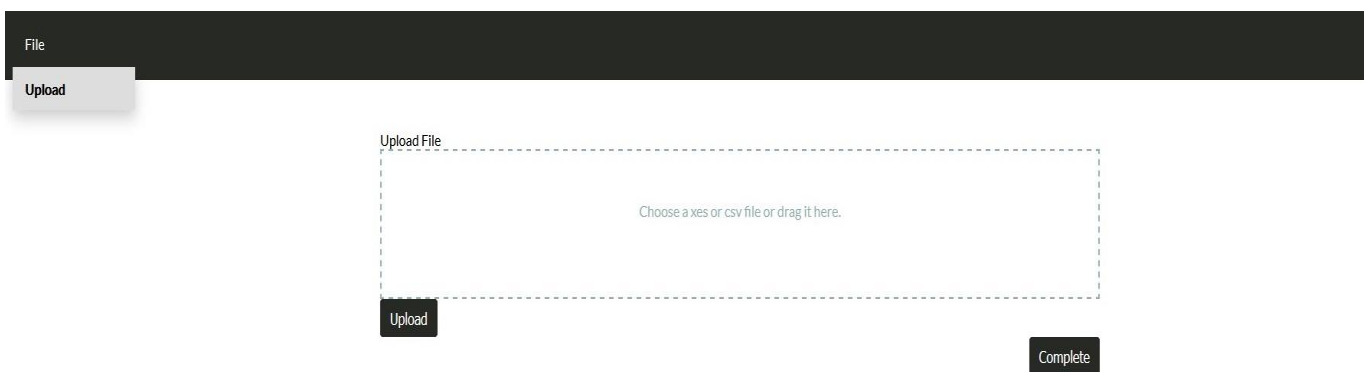 File
Upload
Upload File
Choose a xes or csv file or drag it here.
Upload
Complete